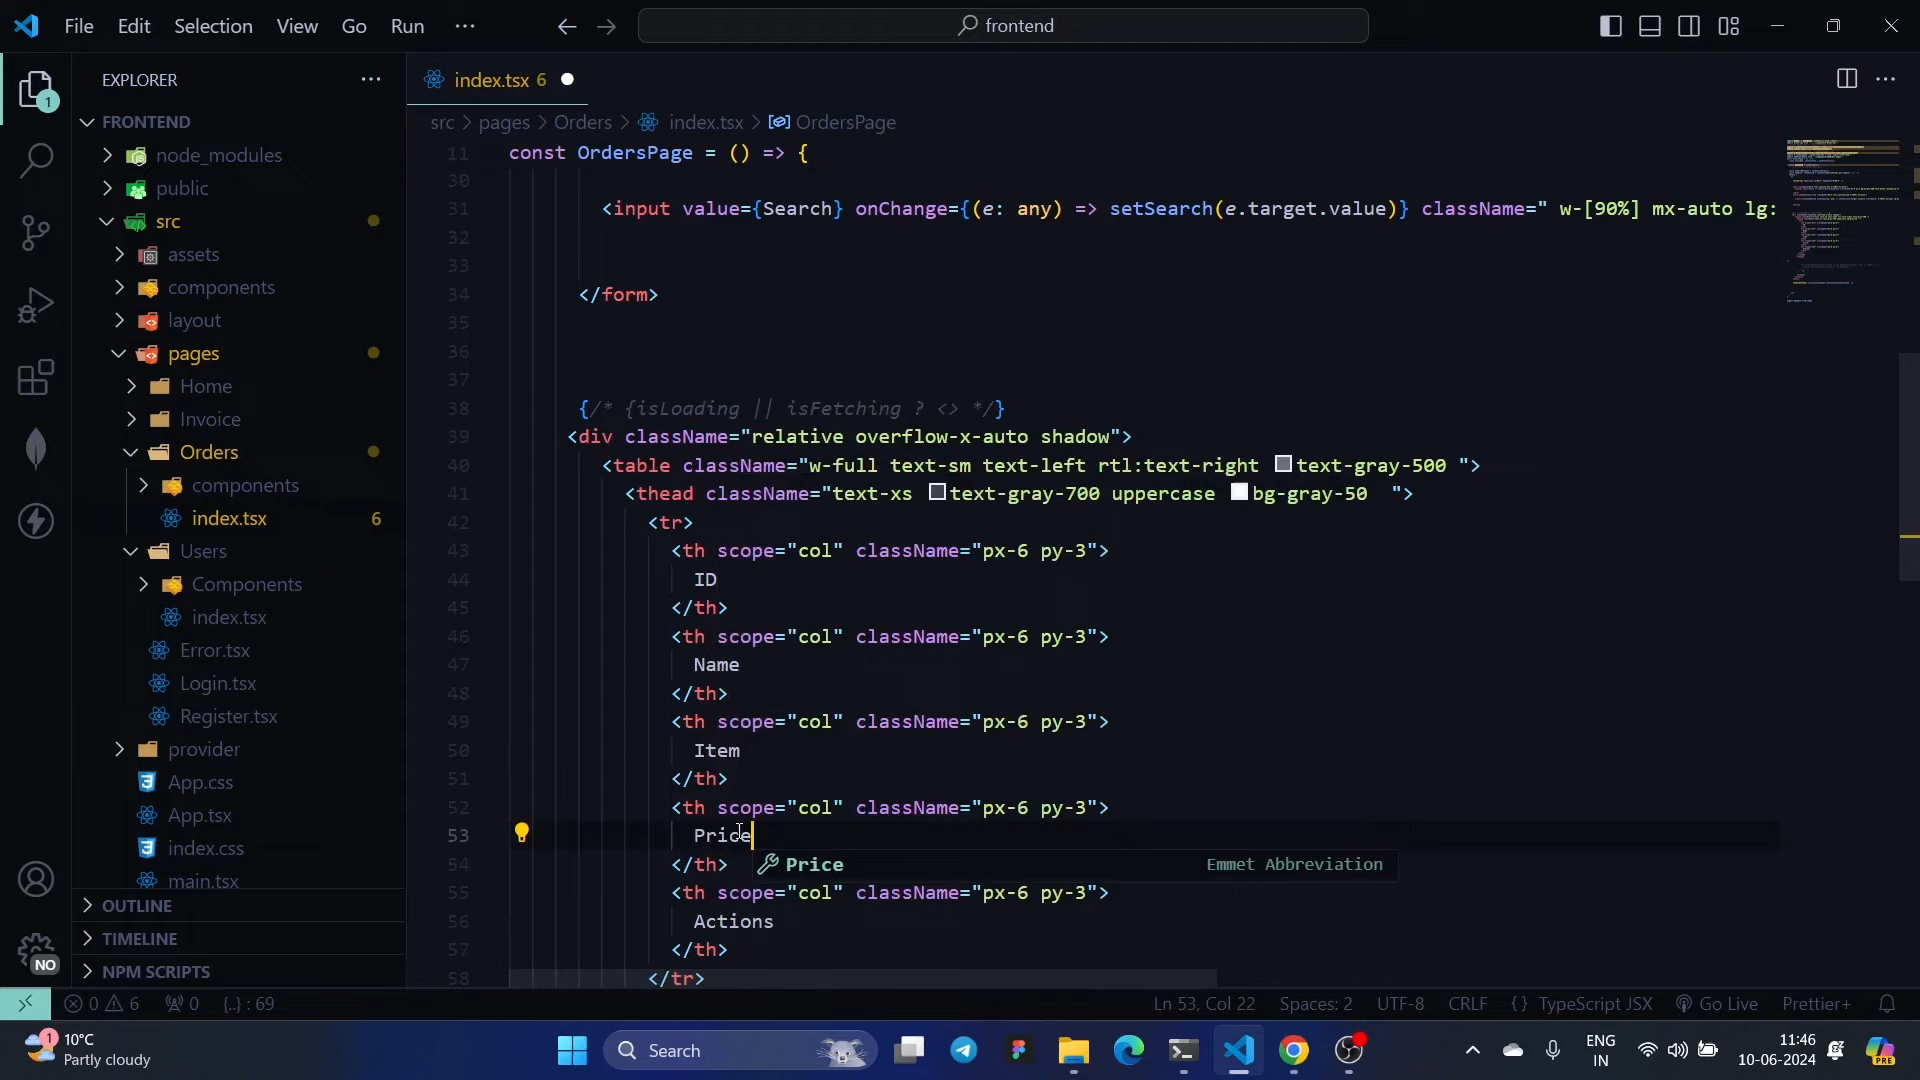 File Edit Selection View Go Run ··· frontend
EXPLORER ···
1
FRONTEND
node_modules
public
src
assets
components
layout
pages
Home
Invoice
Orders
components
index.tsx 6
Users
Components
index.tsx
Error.tsx
Login.tsx
Register.tsx
provider
App.css
App.tsx
index.css
main.tsx
OUTLINE
TIMELINE
NPM SCRIPTS
NO
index.tsx 6
src > pages > Orders > index.tsx > OrdersPage
11 const OrdersPage = () => {
30
31 <input value={Search} onChange={(e: any) => setSearch(e.target.value)} className=" w-[90%] mx-auto lg:
32
33
34 </form>
35
36
37
38 {/* {isLoading || isFetching ? <> */}
39 <div className="relative overflow-x-auto shadow">
40 <table className="w-full text-sm text-left rtl:text-right text-gray-500 ">
41 <thead className="text-xs text-gray-700 uppercase bg-gray-50  ">
42 <tr>
43 <th scope="col" className="px-6 py-3">
44 ID
45 </th>
46 <th scope="col" className="px-6 py-3">
47 Name
48 </th>
49 <th scope="col" className="px-6 py-3">
50 Item
51 </th>
52 <th scope="col" className="px-6 py-3">
53 Price
54 </th>
Price Emmet Abbreviation
55 <th scope="col" className="px-6 py-3">
56 Actions
57 </th>
58 </tr>
0 6 0 {..} : 69 Ln 53, Col 22 Spaces: 2 UTF-8 CRLF {} TypeScript JSX Go Live Prettier+
1
10°C
Partly cloudy
Search
ENG
IN
11:46
10-06-2024
PRE